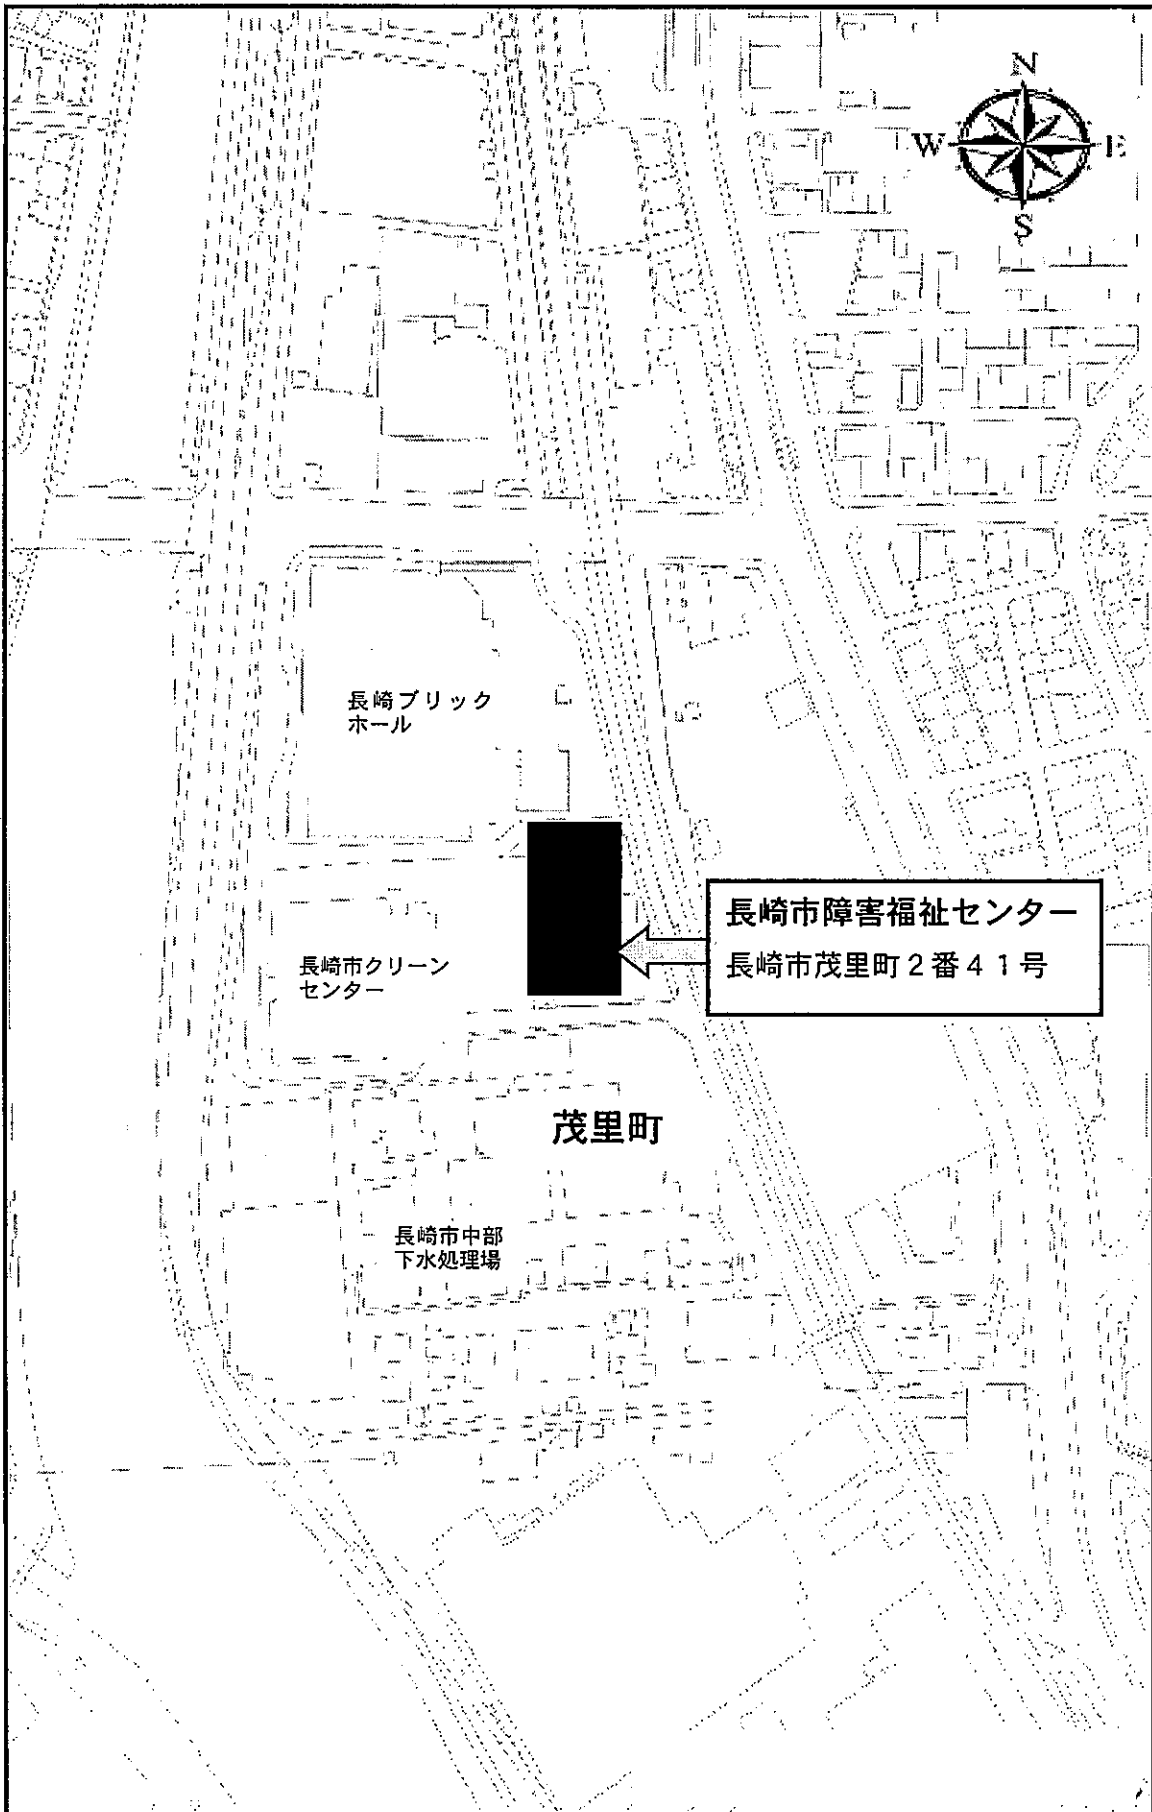 N
W
E
S
長崎ブリック
ホール
長崎市障害福祉センター
長崎市茂里町2番41号
長崎市クリーン
センター
茂里町
長崎市中部
下水処理場